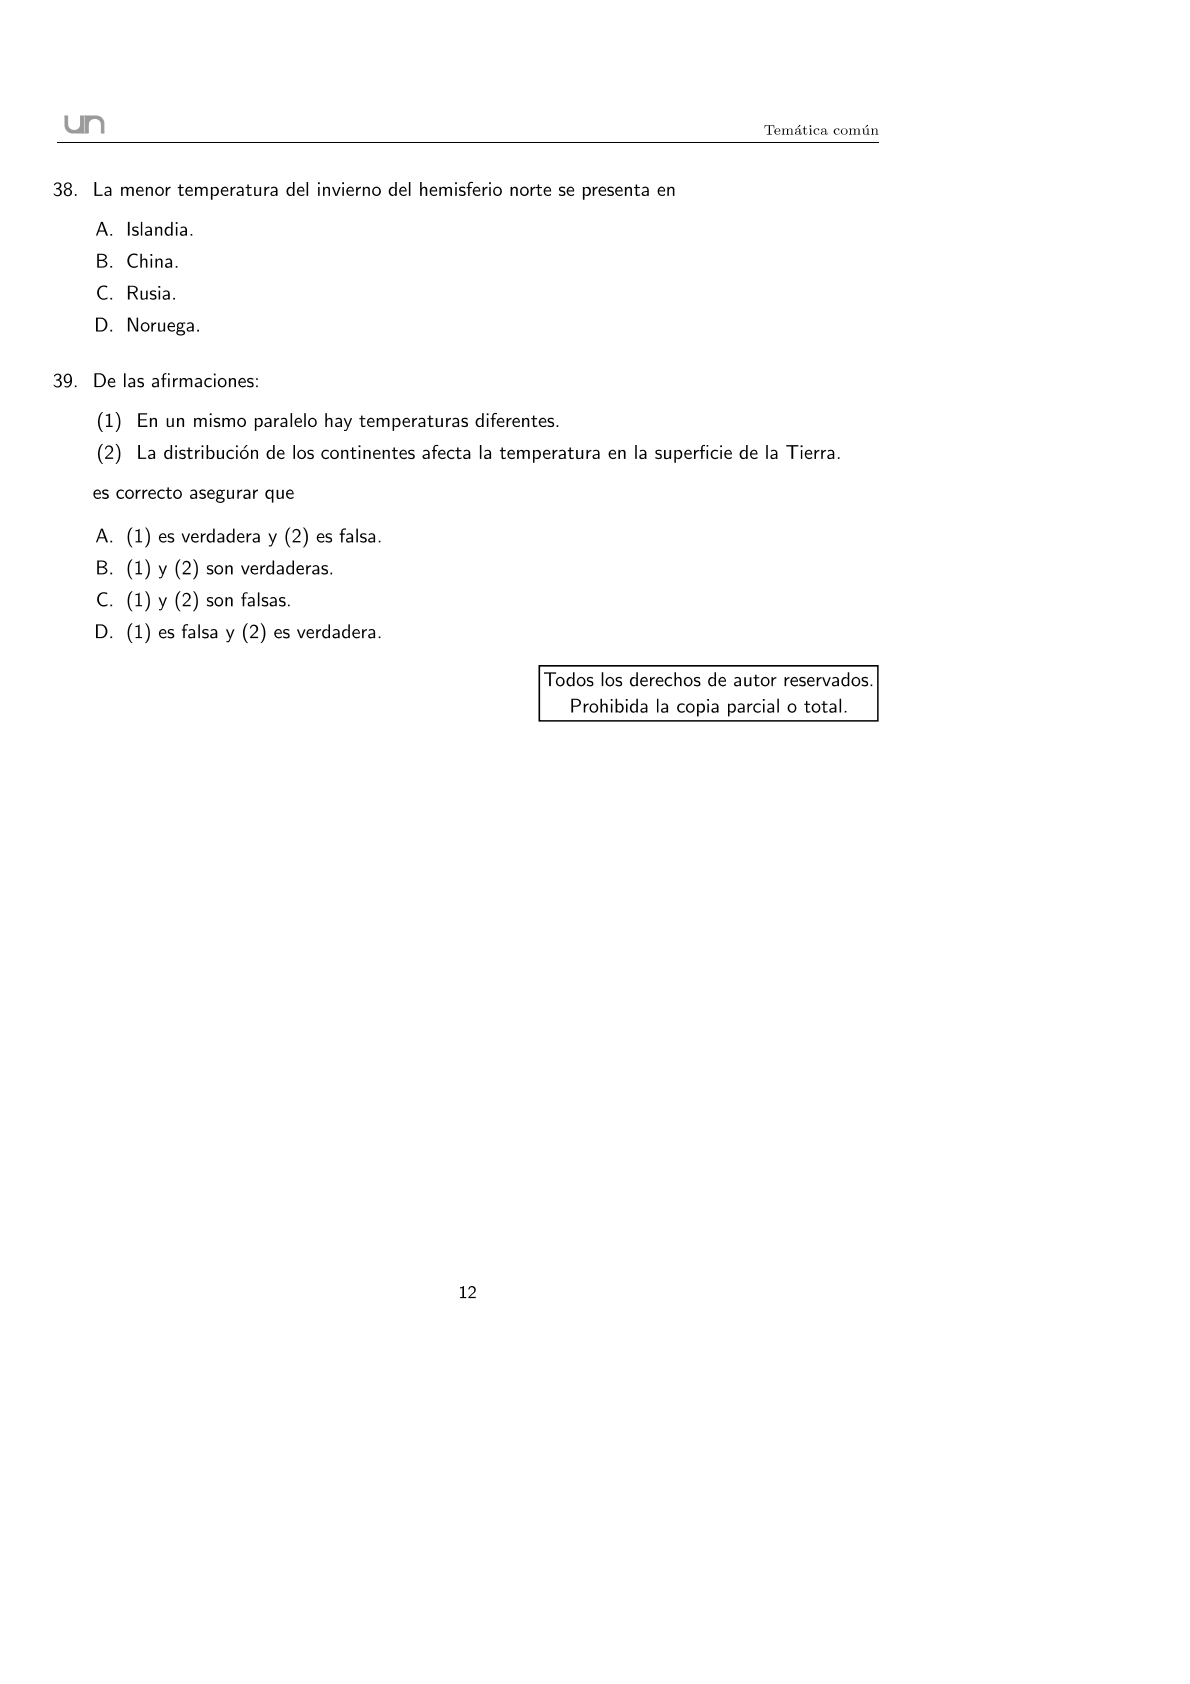 un
Temática común
38. La menor temperatura del invierno del hemisferio norte se presenta en
A. Islandia.
B. China.
C. Rusia.
D. Noruega.
39. De las afirmaciones:
(1) En un mismo paralelo hay temperaturas diferentes.
(2) La distribución de los continentes afecta la temperatura en la superficie de la Tierra.
es correcto asegurar que
A. (1) es verdadera y (2) es falsa.
B. (1) y (2) son verdaderas.
C. (1) y (2) son falsas.
D. (1) es falsa y (2) es verdadera.
Todos los derechos de autor reservados.
Prohibida la copia parcial o total.
12